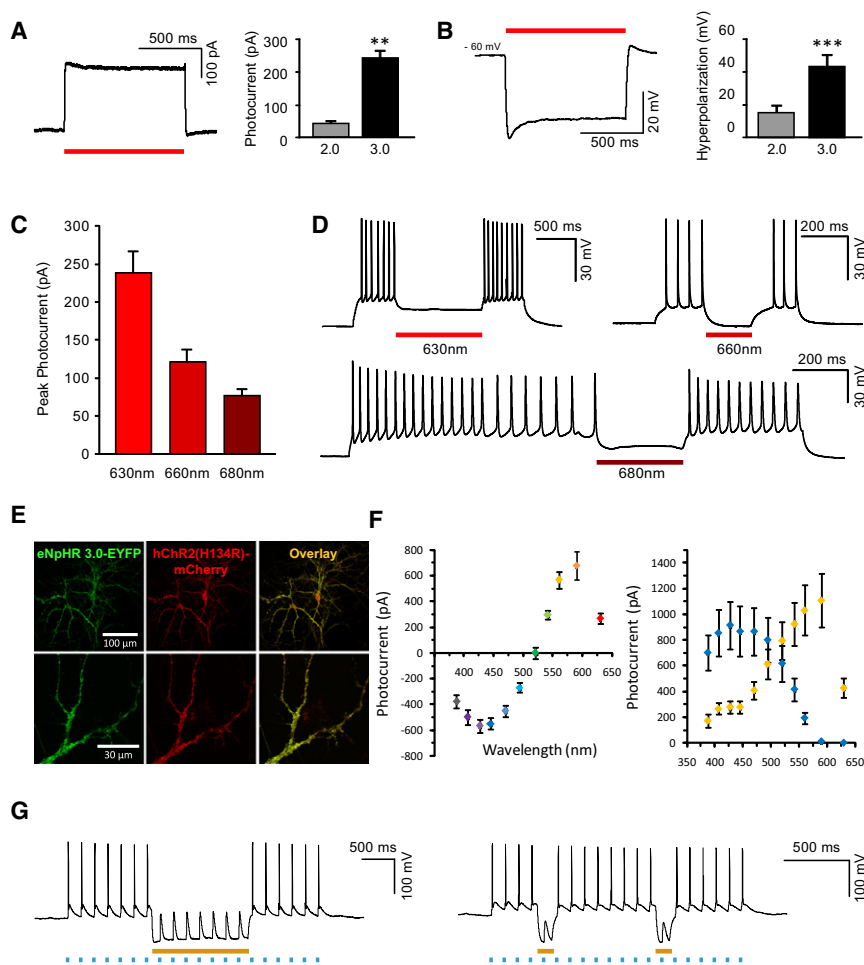 A
500 ms
100 pA
Photocurrent (pA)
300
200
100
0
**
2.0
3.0
B
- 60 mV
20 mV
500 ms
Hyperpolarization (mV)
60
40
20
0
***
2.0
3.0
C
Peak Photocurrent (pA)
300
250
200
150
100
50
0
630nm
660nm
680nm
D
500 ms
30 mV
630nm
200 ms
30 mV
660nm
200 ms
30 mV
680nm
E
eNpHR 3.0-EYFP
hChR2(H134R)-
mCherry
Overlay
100 µm
30 µm
F
Photocurrent (pA)
800
600
400
200
0
-200
-400
-600
-800
350 400 450 500 550 600 650
Wavelength (nm)
Photocurrent (pA)
1400
1200
1000
800
600
400
200
0
350 400 450 500 550 600 650
G
500 ms
100 mV
500 ms
100 mV